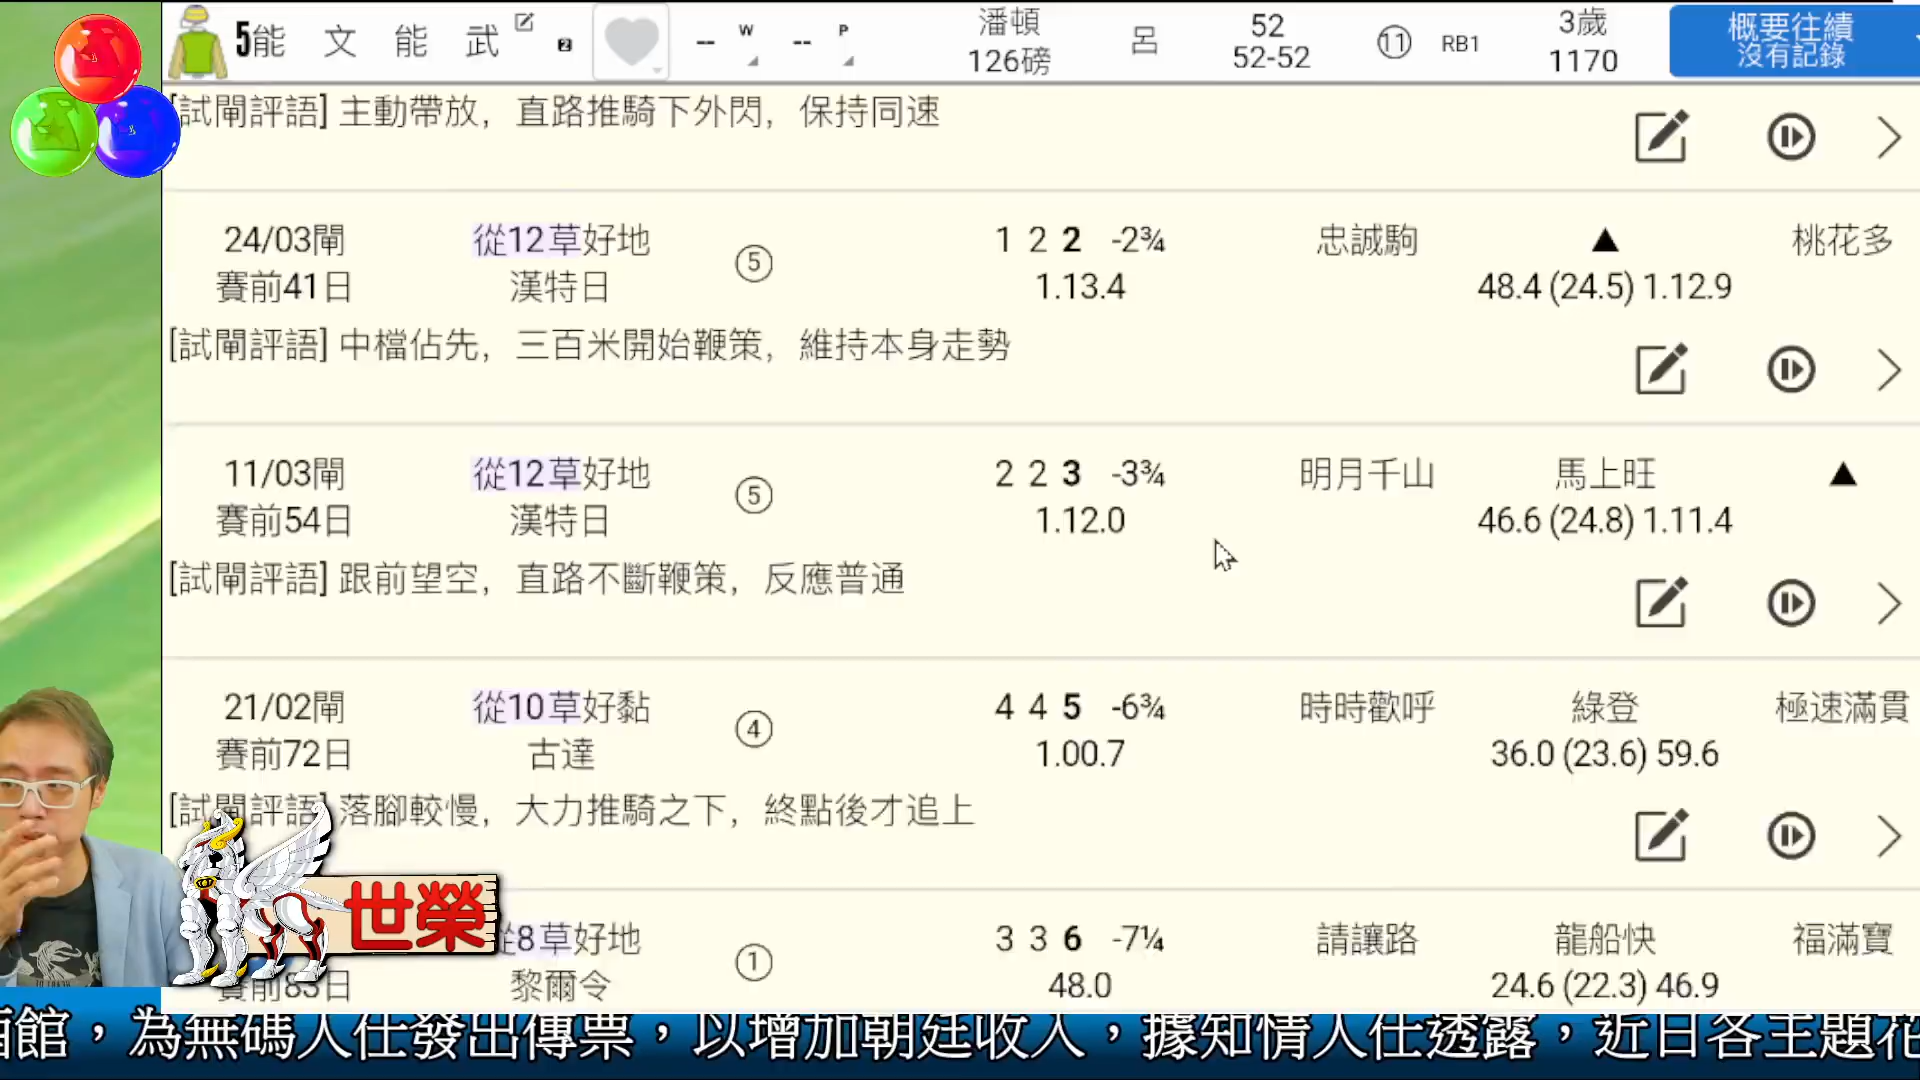 5能文能武 2 -- W -- P 潘頓 呂 52 11 RB1 3歲 概要往績
126磅 52-52 1170 沒有記錄
[試閘評語] 主動帶放，直路推騎下外閃，保持同速
24/03閘 從12草好地 5 1 2 2 -2¾ 忠誠駒 ▲ 桃花多
賽前41日 漢特日 1.13.4 48.4 (24.5) 1.12.9
[試閘評語] 中檔佔先，三百米開始鞭策，維持本身走勢
11/03閘 從12草好地 5 2 2 3 -3¾ 明月千山 馬上旺 ▲
賽前54日 漢特日 1.12.0 46.6 (24.8) 1.11.4
[試閘評語] 跟前望空，直路不斷鞭策，反應普通
21/02閘 從10草好黏 4 4 4 5 -6¾ 時時歡呼 綠登 極速滿貫
賽前72日 古達 1.00.7 36.0 (23.6) 59.6
[試閘評語] 落腳較慢，大力推騎之下，終點後才追上
世榮
從8草好地 1 3 3 6 -7¼ 請讓路 龍船快 福滿寶
賽前83日 黎爾令 48.0 24.6 (22.3) 46.9
酒館，為無碼人仕發出傳票，以增加朝廷收入，據知情人仕透露，近日各主題花